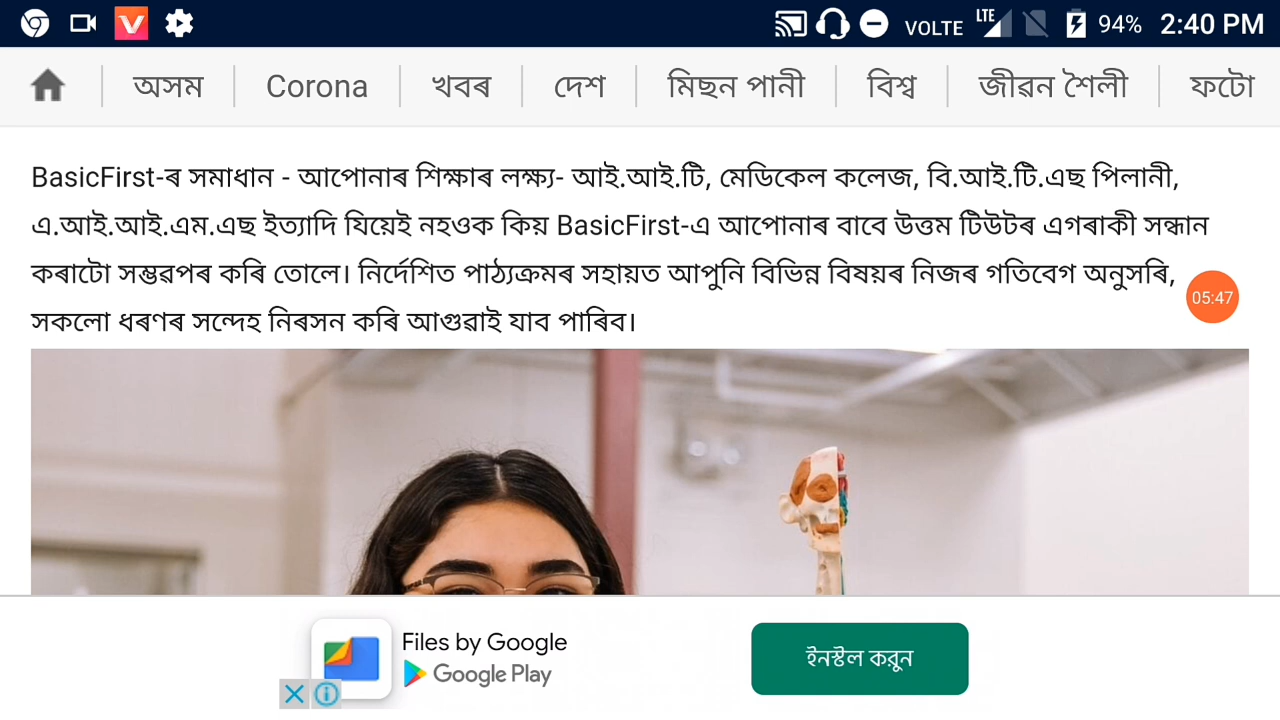 VOLTE LTE 94% 2:40 PM
অসম Corona খবৰ দেশ মিছন পানী বিশ্ব জীৱন শৈলী ফটো
BasicFirst-ৰ সমাধান - আপোনাৰ শিক্ষাৰ লক্ষ্য- আই.আই.টি, মেডিকেল কলেজ, বি.আই.টি.এছ পিলানী,
এ.আই.আই.এম.এছ ইত্যাদি যিয়েই নহওক কিয় BasicFirst-এ আপোনাৰ বাবে উত্তম টিউটৰ এগৰাকী সন্ধান
কৰাটো সম্ভৱপৰ কৰি তোলে। নিৰ্দেশিত পাঠ্যক্ৰমৰ সহায়ত আপুনি বিভিন্ন বিষয়ৰ নিজৰ গতিবেগ অনুসৰি,
05:47
সকলো ধৰণৰ সন্দেহ নিৰসন কৰি আগুৱাই যাব পাৰিব।
Files by Google
Google Play
ইনস্টল করুন